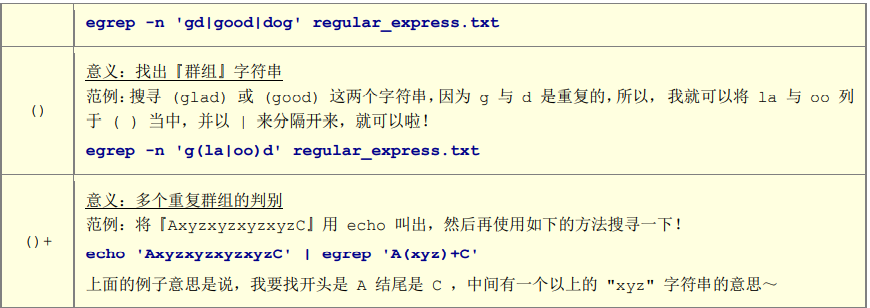 egrep -n 'gd|good|dog' regular_express.txt
意义：找出『群组』字符串
范例：搜寻 (glad) 或 (good) 这两个字符串，因为 g 与 d 是重复的，所以， 我就可以将 la 与 oo 列
()
于 ( ) 当中，并以 | 来分隔开来，就可以啦！
egrep -n 'g(la|oo)d' regular_express.txt
意义：多个重复群组的判别
范例：将『AxyzxyzxyzxyzC』用 echo 叫出，然后再使用如下的方法搜寻一下！
()+
echo 'AxyzxyzxyzxyzC' | egrep 'A(xyz)+C'
上面的例子意思是说，我要找开头是 A 结尾是 C ，中间有一个以上的 "xyz" 字符串的意思～